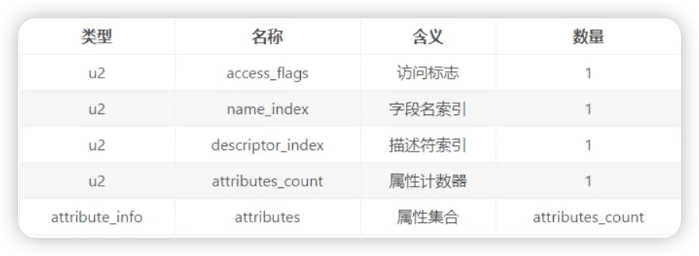 类型 名称 含义 数量
u2 access_flags 访问标志 1
u2 name_index 字段名索引 1
u2 descriptor_index 描述符索引 1
u2 attributes_count 属性计数器 1
attribute_info attributes 属性集合 attributes_count